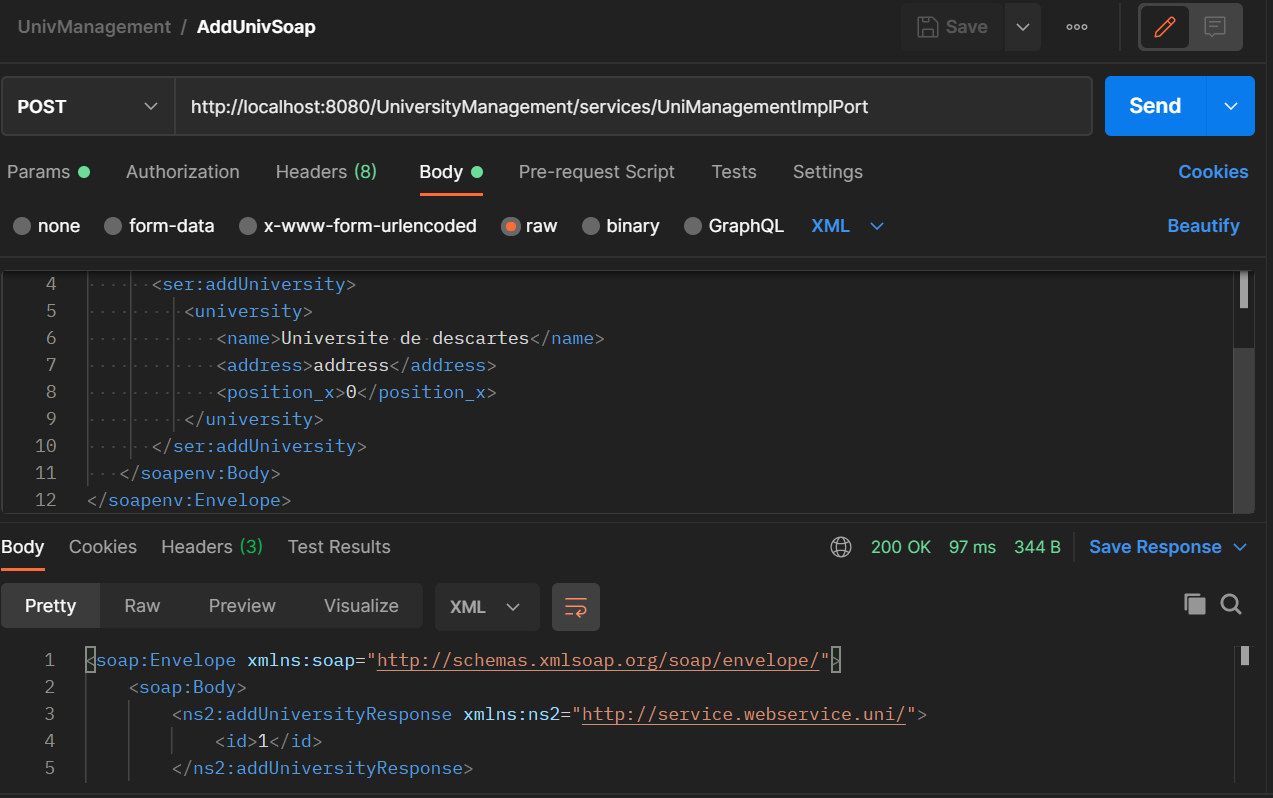 UnivManagement / AddUnivSoap
Save
POST
http://localhost:8080/UniversityManagement/services/UniManagementImplPort
Send
Params Authorization Headers (8) Body Pre-request Script Tests Settings Cookies
none form-data x-www-form-urlencoded raw binary GraphQL XML Beautify
4 <ser:addUniversity>
5 <university>
6 <name>Universite de descartes</name>
7 <address>address</address>
8 <position_x>0</position_x>
9 </university>
10 </ser:addUniversity>
11 </soapenv:Body>
12 </soapenv:Envelope>
Body Cookies Headers (3) Test Results 200 OK 97 ms 344 B Save Response
Pretty Raw Preview Visualize XML
1 <soap:Envelope xmlns:soap="http://schemas.xmlsoap.org/soap/envelope/">
2 <soap:Body>
3 <ns2:addUniversityResponse xmlns:ns2="http://service.webservice.uni/">
4 <id>1</id>
5 </ns2:addUniversityResponse>